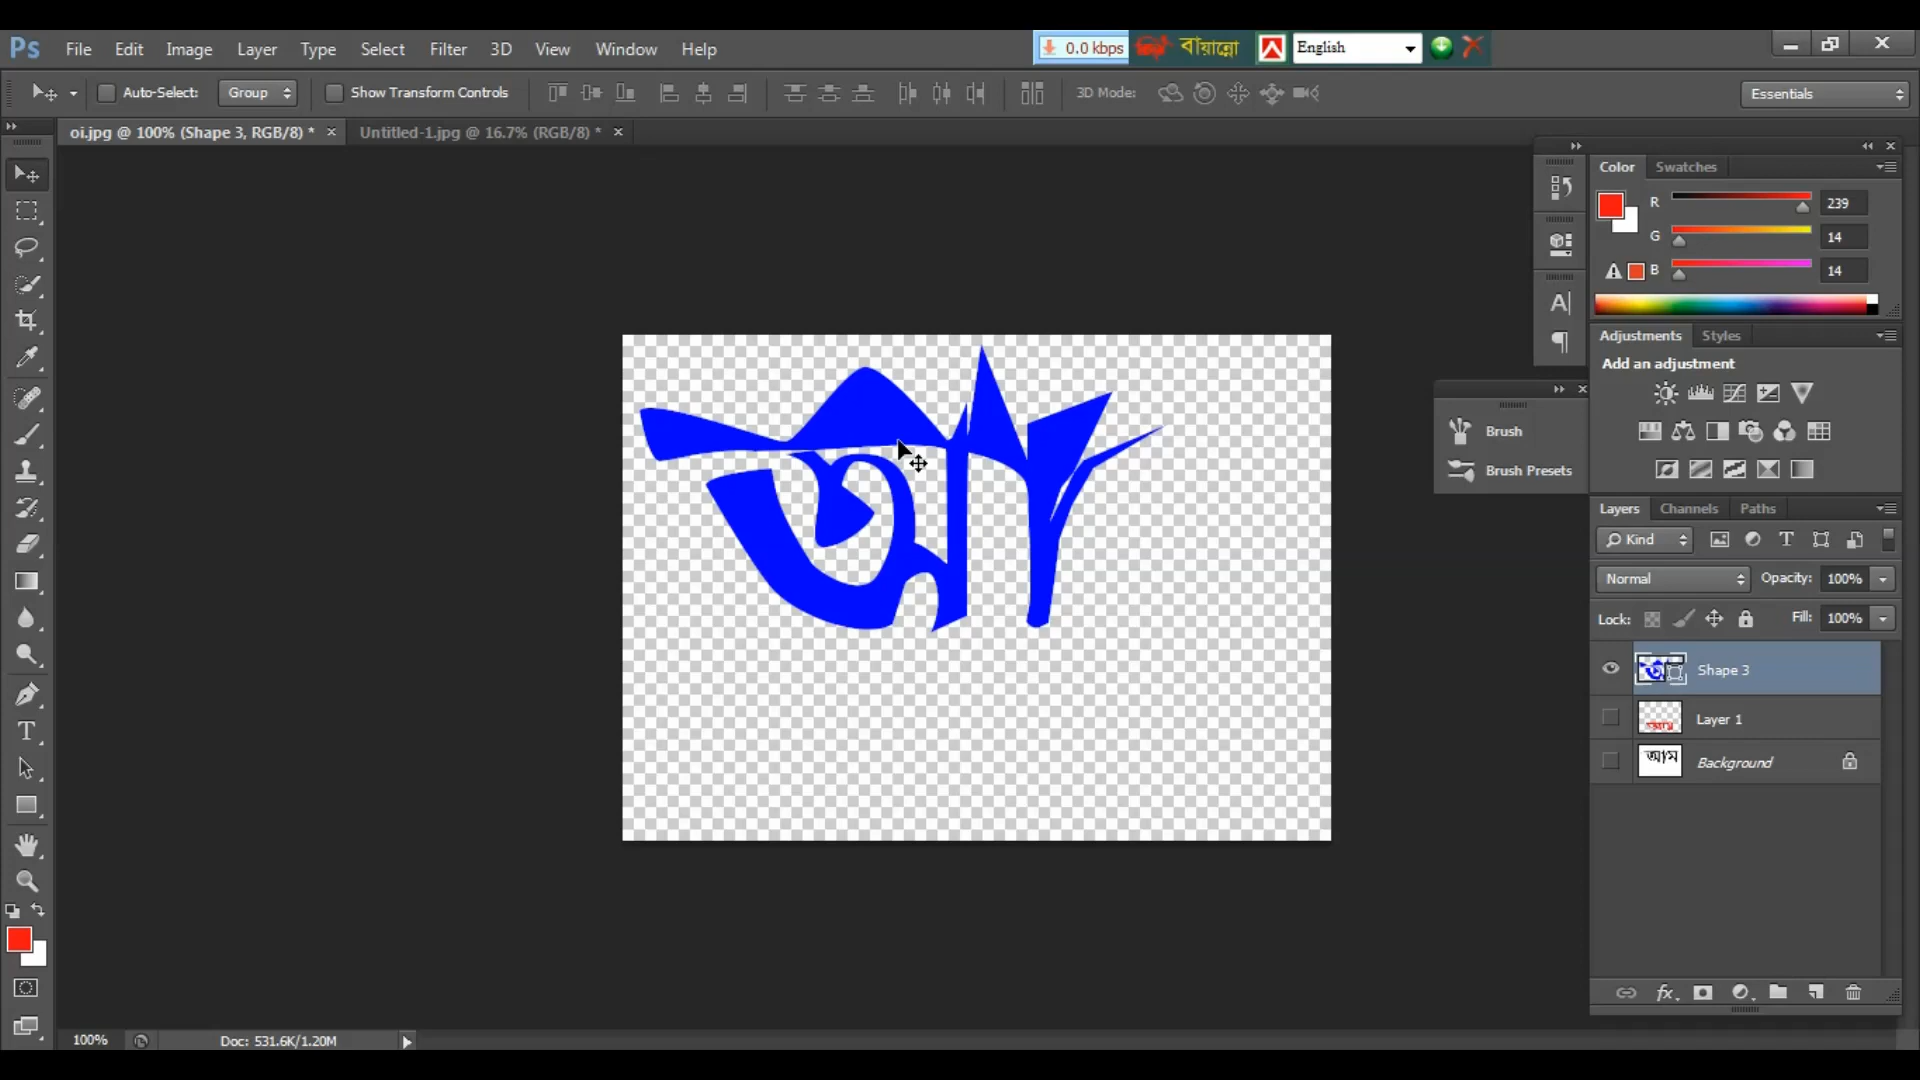 Ps File Edit Image Layer Type Select Filter 3D View Window Help
0.0 kbps বায়ান্নো English
Auto-Select: Group Show Transform Controls 3D Mode: Essentials
oi.jpg @ 100% (Shape 3, RGB/8) * × Untitled-1.jpg @ 16.7% (RGB/8) * ×
Color Swatches
R 239
G 14
B 14
Adjustments Styles
Add an adjustment
Brush
Brush Presets
আ
Layers Channels Paths
Kind
Normal Opacity: 100%
Lock: Fill: 100%
Shape 3
Layer 1
আম Background
100% Doc: 531.6K/1.20M